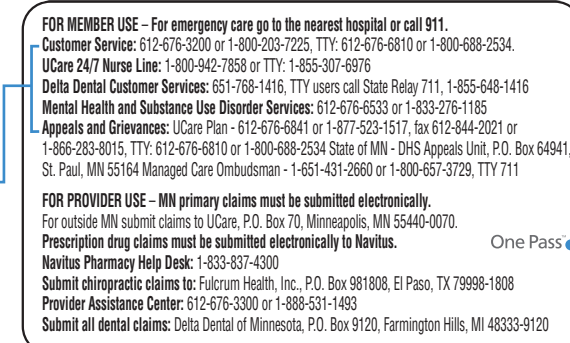 FOR MEMBER USE – For emergency care go to the nearest hospital or call 911.
Customer Service: 612-676-3200 or 1-800-203-7225, TTY: 612-676-6810 or 1-800-688-2534.
UCare 24/7 Nurse Line: 1-800-942-7858 or TTY: 1-855-307-6976
Delta Dental Customer Services: 651-768-1416, TTY users call State Relay 711, 1-855-648-1416
Mental Health and Substance Use Disorder Services: 612-676-6533 or 1-833-276-1185
Appeals and Grievances: UCare Plan - 612-676-6841 or 1-877-523-1517, fax 612-844-2021 or
1-866-283-8015, TTY: 612-676-6810 or 1-800-688-2534 State of MN - DHS Appeals Unit, P.O. Box 64941,
St. Paul, MN 55164 Managed Care Ombudsman - 1-651-431-2660 or 1-800-657-3729, TTY 711
FOR PROVIDER USE – MN primary claims must be submitted electronically.
For outside MN submit claims to UCare, P.O. Box 70, Minneapolis, MN 55440-0070.
Prescription drug claims must be submitted electronically to Navitus.
One Pass
Navitus Pharmacy Help Desk: 1-833-837-4300
Submit chiropractic claims to: Fulcrum Health, Inc., P.O. Box 981808, El Paso, TX 79998-1808
Provider Assistance Center: 612-676-3300 or 1-888-531-1493
Submit all dental claims: Delta Dental of Minnesota, P.O. Box 9120, Farmington Hills, MI 48333-9120